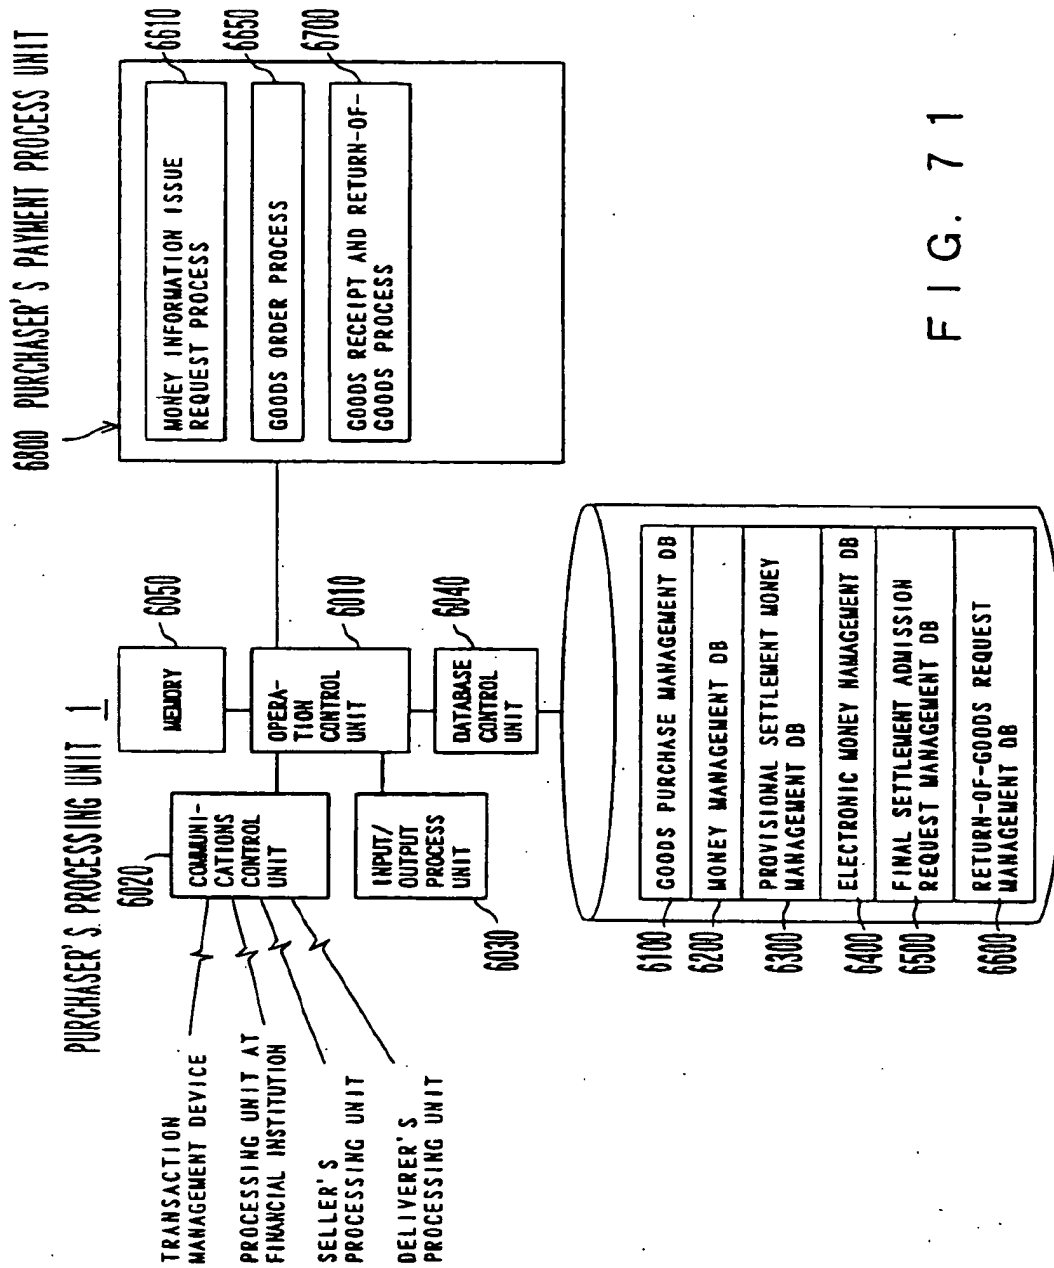 PURCHASER'S PROCESSING UNIT 1
6800 PURCHASER'S PAYMENT PROCESS UNIT
TRANSACTION
MANAGEMENT DEVICE
PROCESSING UNIT AT
FINANCIAL INSTITUTION
SELLER'S
PROCESSING UNIT
DELIVERER'S
PROCESSING UNIT
6020
COMMUNI-
CATIONS
CONTROL
UNIT
INPUT/
OUTPUT
PROCESS
UNIT
6030
MEMORY
6050
OPERA-
TION
CONTROL
UNIT
6010
DATABASE
CONTROL
UNIT
6040
MONEY INFORMATION ISSUE
REQUEST PROCESS
6610
GOODS ORDER PROCESS
6650
GOODS RECEIPT AND RETURN-OF-
GOODS PROCESS
6700
6100 GOODS PURCHASE MANAGEMENT DB
6200 MONEY MANAGEMENT DB
6300 PROVISIONAL SETTLEMENT MONEY
MANAGEMENT DB
6400 ELECTRONIC MONEY NAMAGEMENT DB
6500 FINAL SETTLEMENT ADMISSION
REQUEST MANAGEMENT DB
6600 RETURN-OF-GOODS REQUEST
MANAGEMENT DB
FIG. 71